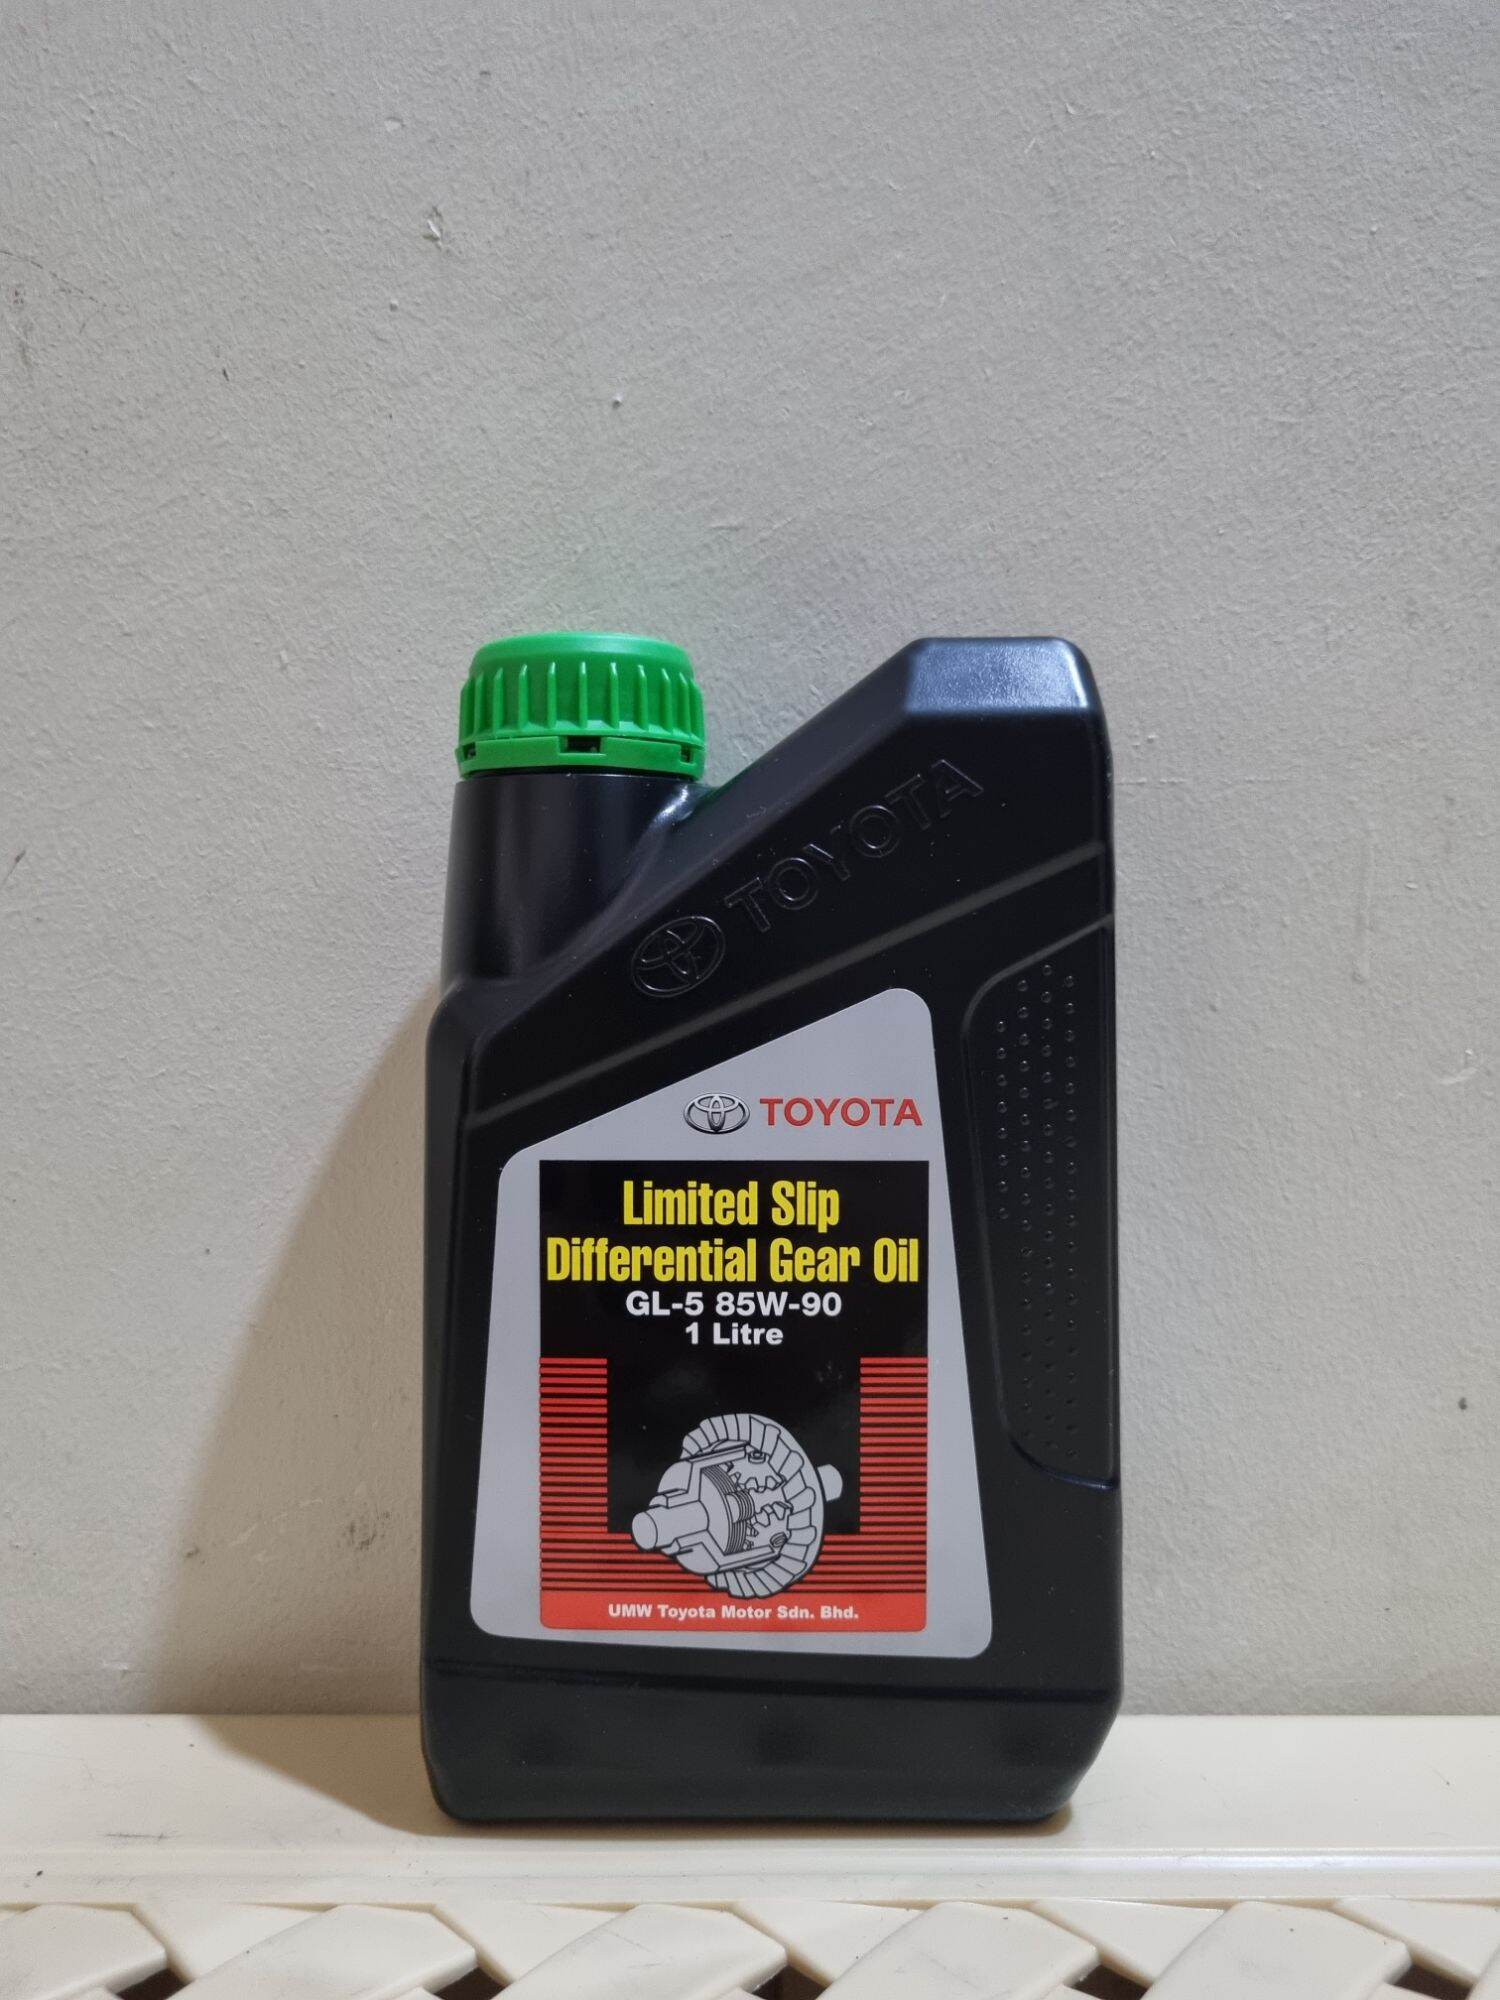 TOYOTA
TOYOTA
Limited Slip
Differential Gear Oil
GL-5 85W-90
1 Litre
UMW Toyota Motor Sdn. Bhd.